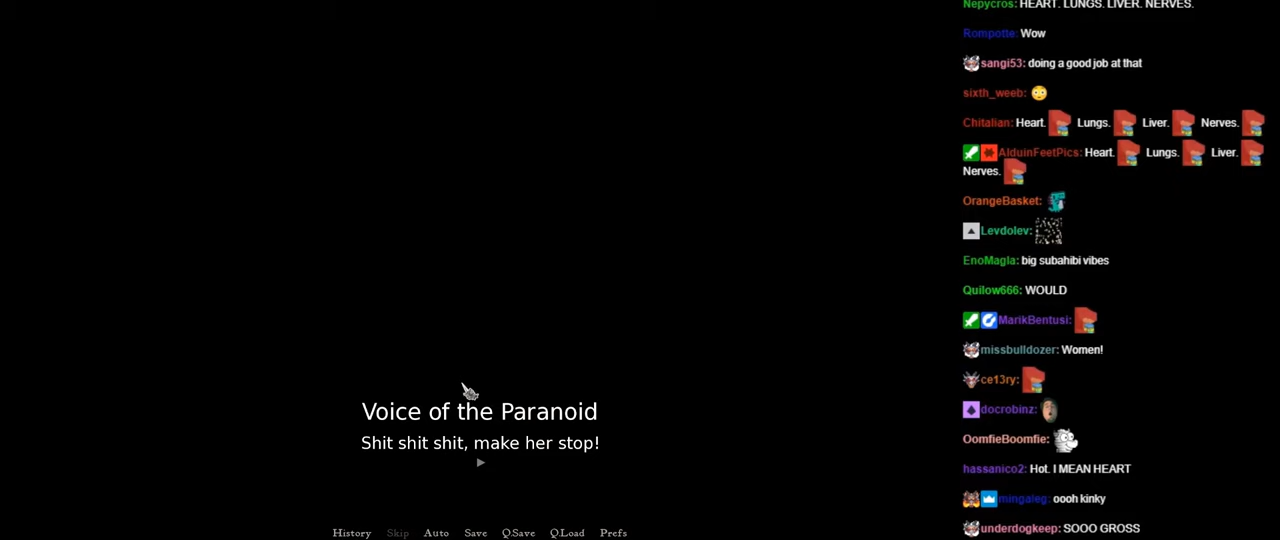 Nepycros: HEART. LUNGS. LIVER. NERVES.
Rompotte: Wow
sangi53: doing a good job at that
sixth_weeb:
Chitalian: Heart. Lungs. Liver. Nerves.
AlduinFeetPics: Heart. Lungs. Liver.
Nerves.
OrangeBasket:
Levdolev:
EnoMagla: big subahibi vibes
Quilow666: WOULD
MarikBentusi:
missbulldozer: Women!
ce13ry:
docrobinz:
OomfieBoomfie:
hassanico2: Hot. I MEAN HEART
mingaleg: oooh kinky
underdogkeep: SOOO GROSS
Voice of the Paranoid
Shit shit shit, make her stop!
History Skip Auto Save Q.Save Q.Load Prefs